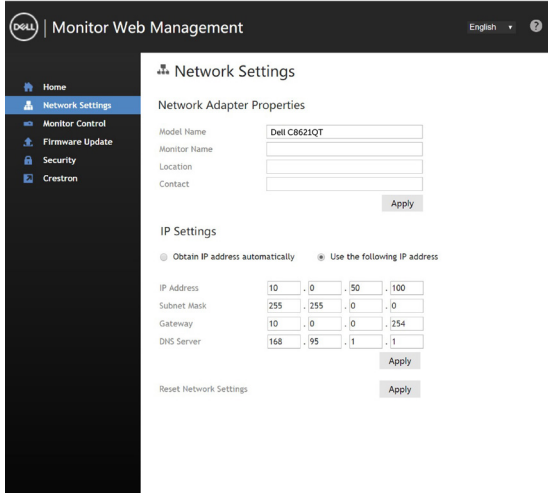 DELL
Monitor Web Management
English
?
Home
Network Settings
Monitor Control
Firmware Update
Security
Crestron
Network Settings
Network Adapter Properties
Model Name Dell C8621QT
Monitor Name
Location
Contact
Apply
IP Settings
Obtain IP address automatically Use the following IP address
IP Address 10 . 0 . 50 . 100
Subnet Mask 255 . 255 . 0 . 0
Gateway 10 . 0 . 0 . 254
DNS Server 168 . 95 . 1 . 1
Apply
Reset Network Settings Apply